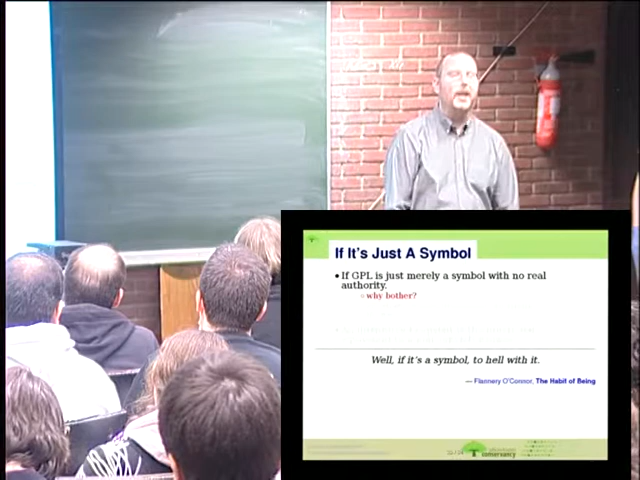 If It's Just A Symbol
• If GPL is just merely a symbol with no real
authority.
○ why bother?
Well, if it's a symbol, to hell with it.
— Flannery O'Connor, The Habit of Being
conservancy